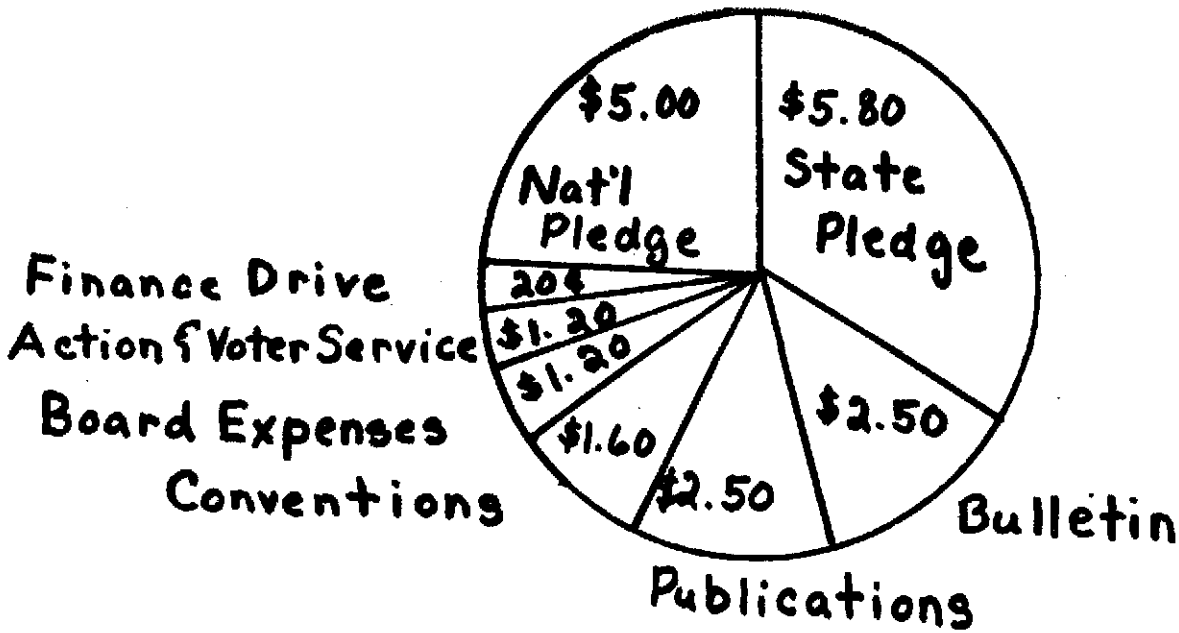 $5.00
Nat'l
Pledge
$5.80
State
Pledge
Finance Drive
20¢
Action & Voter Service
$1.20
Board Expenses
$1.20
Conventions
$1.60
$2.50
Publications
$2.50
Bulletin